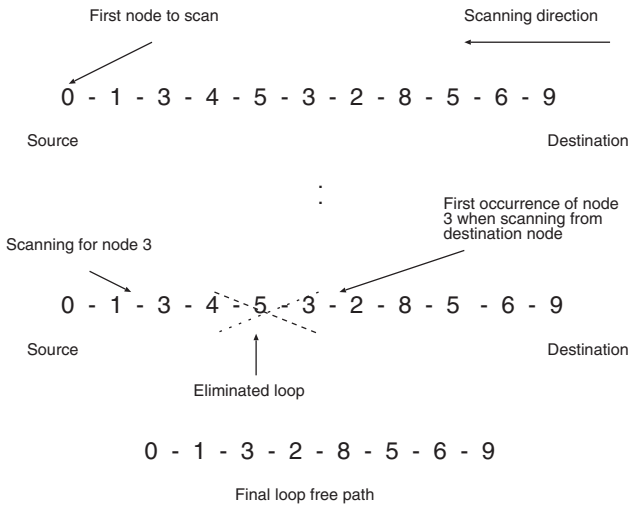 First node to scan
Scanning direction
0 - 1 - 3 - 4 - 5 - 3 - 2 - 8 - 5 - 6 - 9
Source
Destination
First occurrence of node
3 when scanning from
destination node
Scanning for node 3
0 - 1 - 3 - 4 - 5 - 3 - 2 - 8 - 5 - 6 - 9
Source
Destination
Eliminated loop
0 - 1 - 3 - 2 - 8 - 5 - 6 - 9
Final loop free path